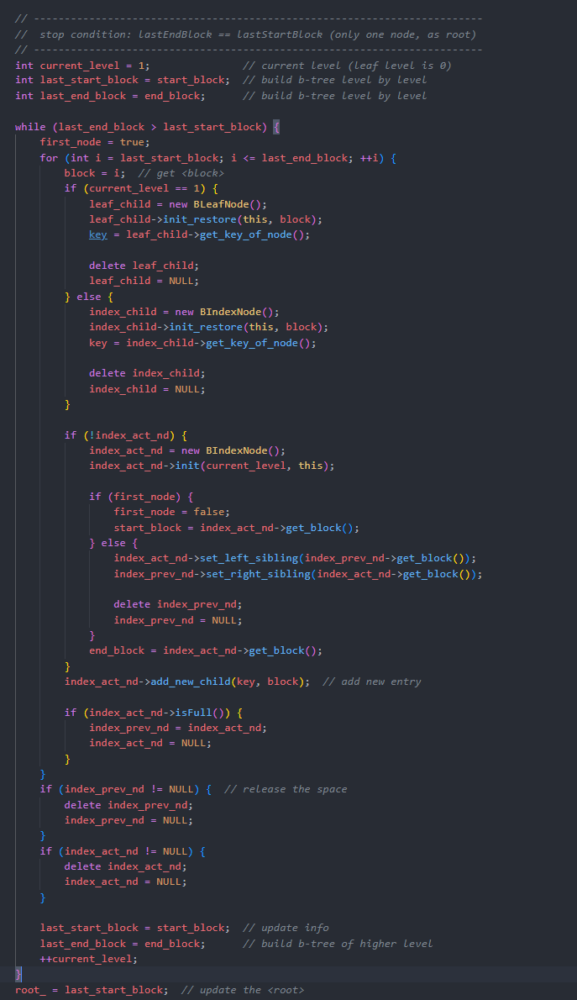 // -------------------------------------------------------------------------
//  stop condition: lastEndBlock == lastStartBlock (only one node, as root)
// -------------------------------------------------------------------------
int current_level = 1;               // current level (leaf level is 0)
int last_start_block = start_block;  // build b-tree level by level
int last_end_block = end_block;      // build b-tree level by level

while (last_end_block > last_start_block) {
    first_node = true;
    for (int i = last_start_block; i <= last_end_block; ++i) {
        block = i;  // get <block>
        if (current_level == 1) {
            leaf_child = new BLeafNode();
            leaf_child->init_restore(this, block);
            key = leaf_child->get_key_of_node();

            delete leaf_child;
            leaf_child = NULL;
        } else {
            index_child = new BIndexNode();
            index_child->init_restore(this, block);
            key = index_child->get_key_of_node();

            delete index_child;
            index_child = NULL;
        }

        if (!index_act_nd) {
            index_act_nd = new BIndexNode();
            index_act_nd->init(current_level, this);

            if (first_node) {
                first_node = false;
                start_block = index_act_nd->get_block();
            } else {
                index_act_nd->set_left_sibling(index_prev_nd->get_block());
                index_prev_nd->set_right_sibling(index_act_nd->get_block());

                delete index_prev_nd;
                index_prev_nd = NULL;
            }
            end_block = index_act_nd->get_block();
        }
        index_act_nd->add_new_child(key, block);  // add new entry

        if (index_act_nd->isFull()) {
            index_prev_nd = index_act_nd;
            index_act_nd = NULL;
        }
    }
    if (index_prev_nd != NULL) {  // release the space
        delete index_prev_nd;
        index_prev_nd = NULL;
    }
    if (index_act_nd != NULL) {
        delete index_act_nd;
        index_act_nd = NULL;
    }

    last_start_block = start_block;  // update info
    last_end_block = end_block;      // build b-tree of higher level
    ++current_level;
}
root_ = last_start_block;  // update the <root>